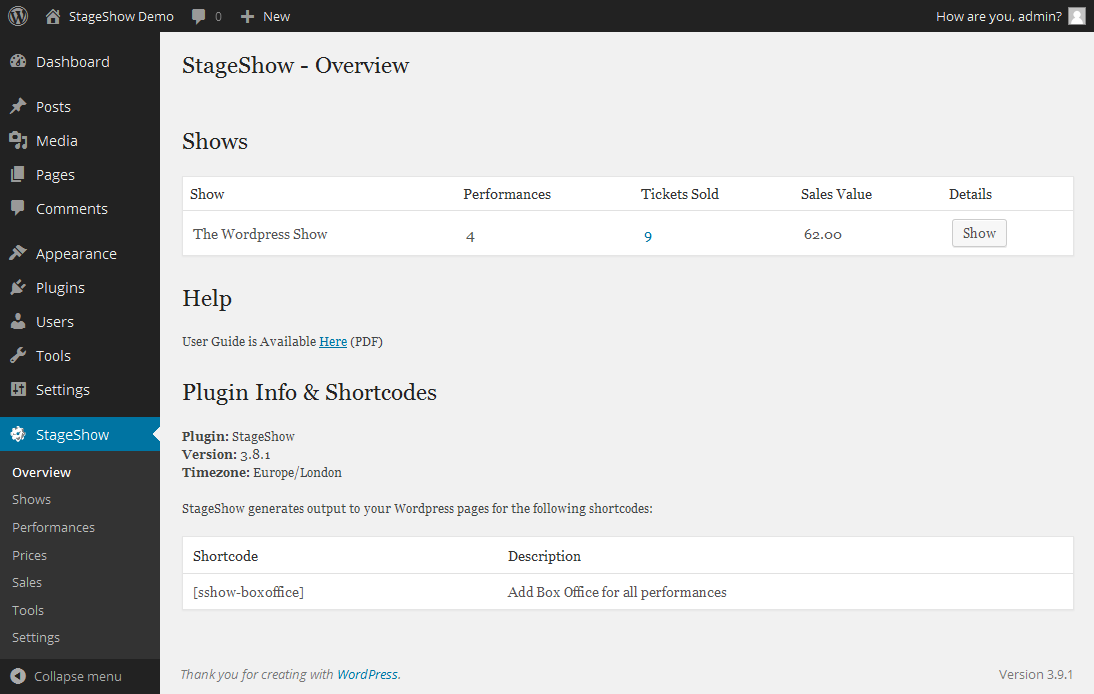 StageShow Demo 0 New How are you, admin?
Dashboard
Posts
Media
Pages
Comments
Appearance
Plugins
Users
Tools
Settings
StageShow
Overview
Shows
Performances
Prices
Sales
Tools
Settings
Collapse menu
StageShow - Overview
Shows
Show Performances Tickets Sold Sales Value Details
The Wordpress Show 4 9 62.00 Show
Help
User Guide is Available Here (PDF)
Plugin Info & Shortcodes
Plugin: StageShow
Version: 3.8.1
Timezone: Europe/London
StageShow generates output to your Wordpress pages for the following shortcodes:
Shortcode Description
[sshow-boxoffice] Add Box Office for all performances
Thank you for creating with WordPress. Version 3.9.1